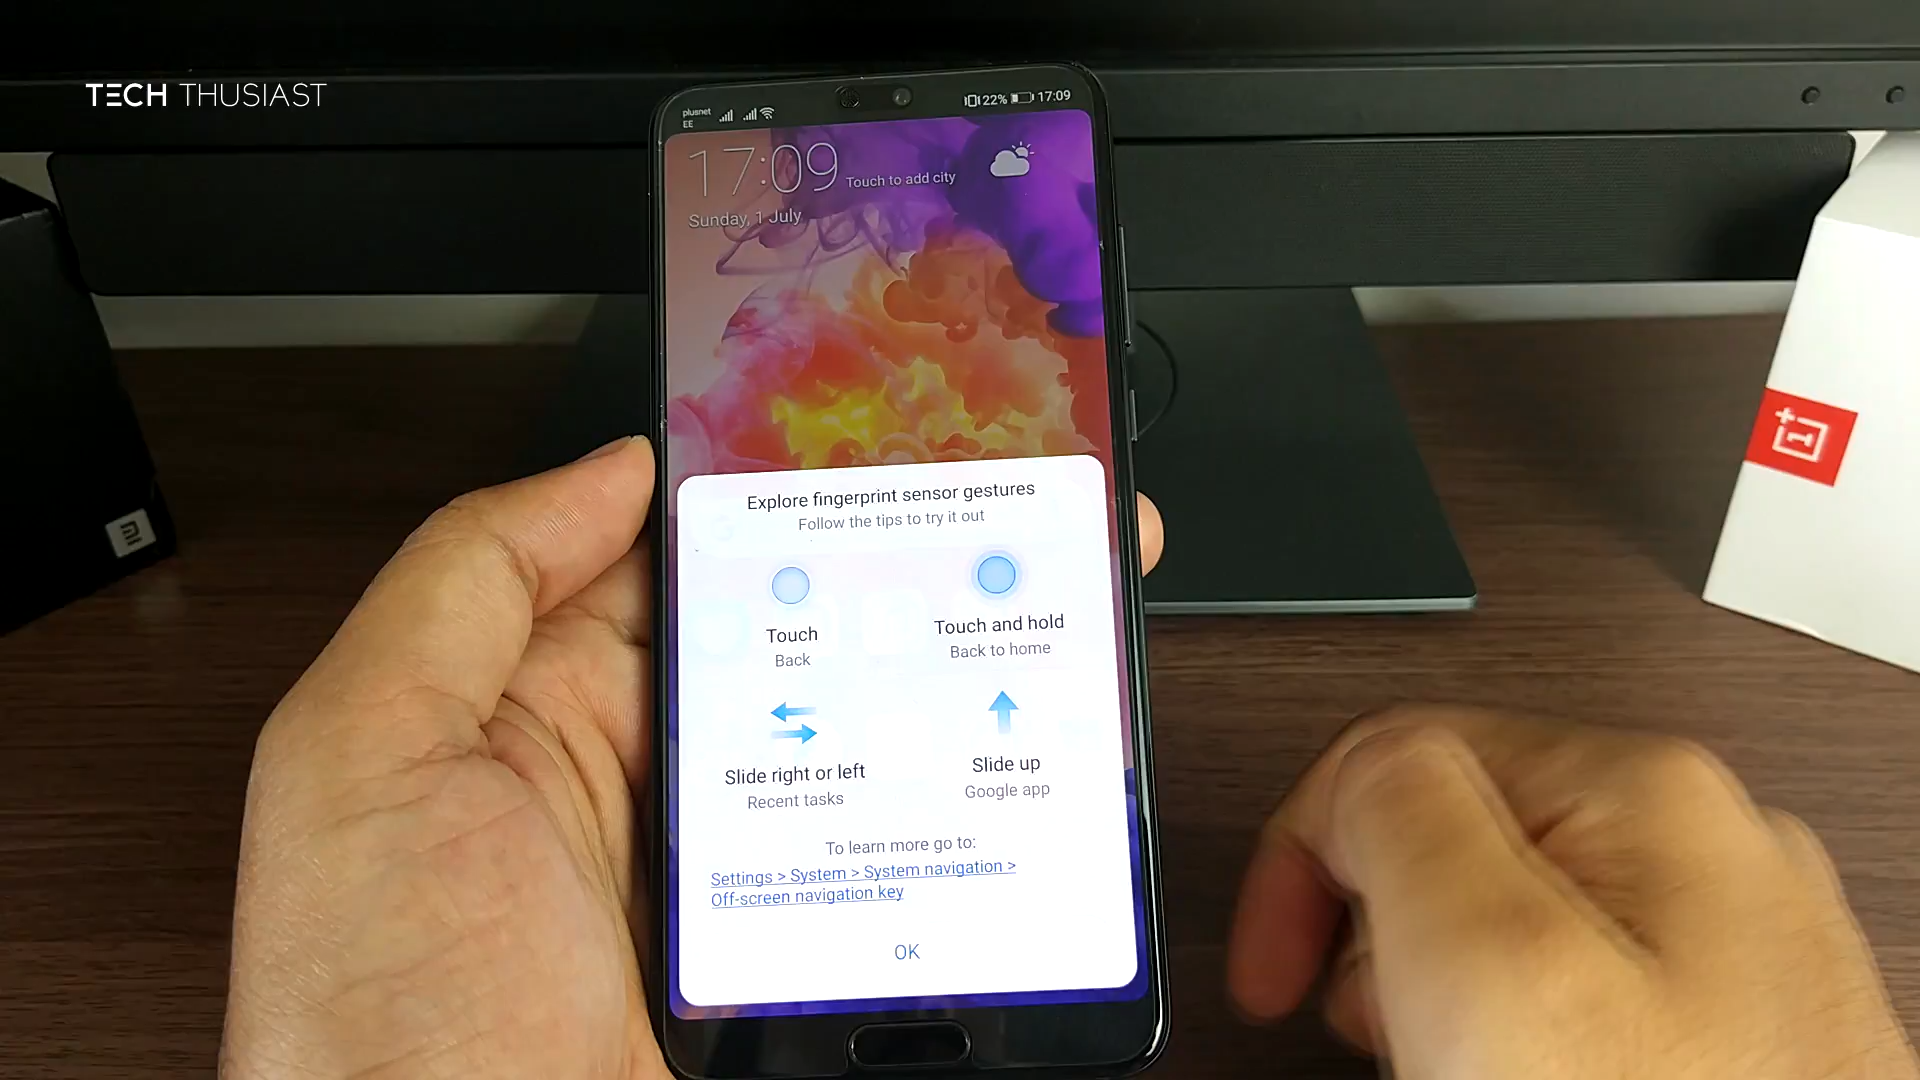 TECH THUSIAST
plusnet
EE
22% 17:09
17:09
Touch to add city
Sunday, 1 July
Explore fingerprint sensor gestures
Follow the tips to try it out
Touch
Back
Touch and hold
Back to home
Slide right or left
Recent tasks
Slide up
Google app
To learn more go to:
Settings > System > System navigation >
Off-screen navigation key
OK